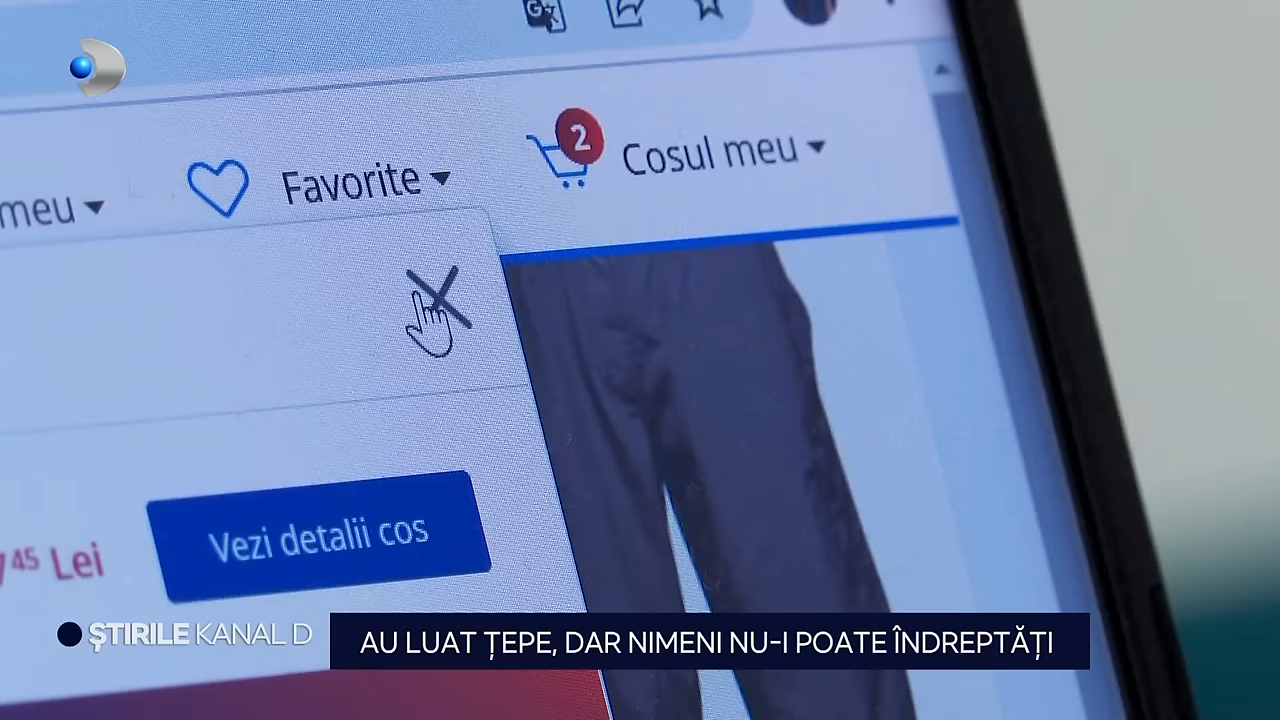 2
Cosul meu
Favorite
meu
Vezi detalii cos
45 Lei
ȘTIRILE KANAL D
AU LUAT ȚEPE, DAR NIMENI NU-I POATE ÎNDREPTĂȚI